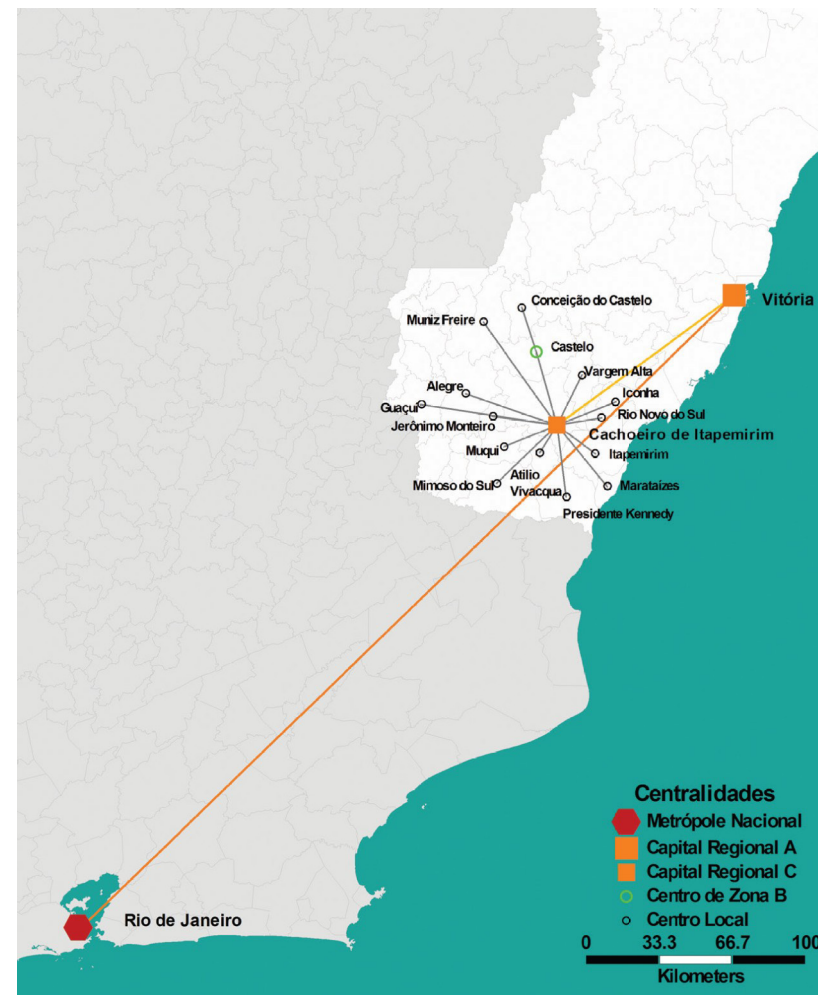 Conceição do Castelo
Vitória
Muniz Freire
Castelo
Vargem Alta
Alegre
Iconha
Guaçui
Rio Novo do Sul
Jerônimo Monteiro
Cachoeiro de Itapemirim
Muqui
Itapemirim
Atilio
Vivacqua
Mimoso do Sul
Marataízes
Presidente Kennedy
Rio de Janeiro
Centralidades
Metrópole Nacional
Capital Regional A
Capital Regional C
Centro de Zona B
Centro Local
0 33.3 66.7 100
Kilometers